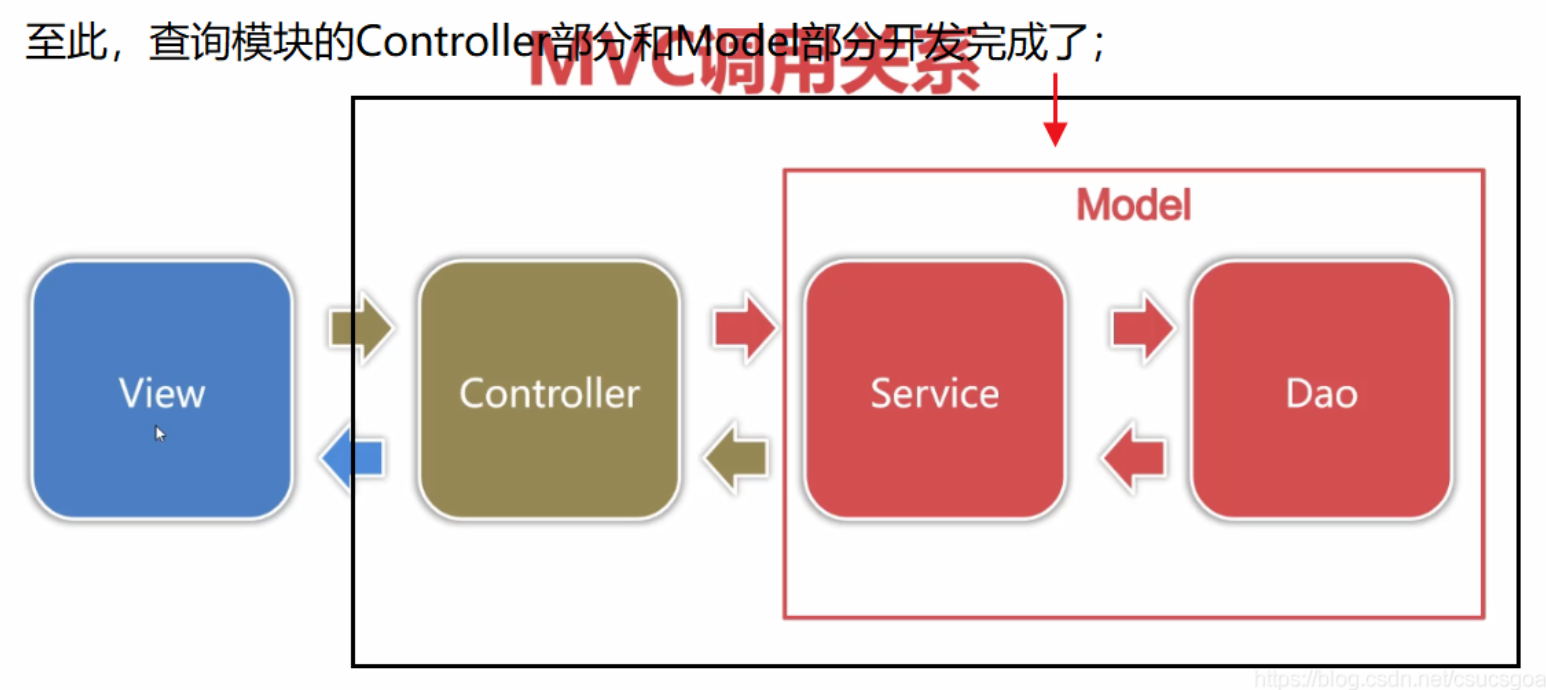 至此，查询模块的Controller部分和Model部分开发完成了；
MVC调用关系
Model
View
Controller
Service
Dao
https://blog.csdn.net/csucsgoat